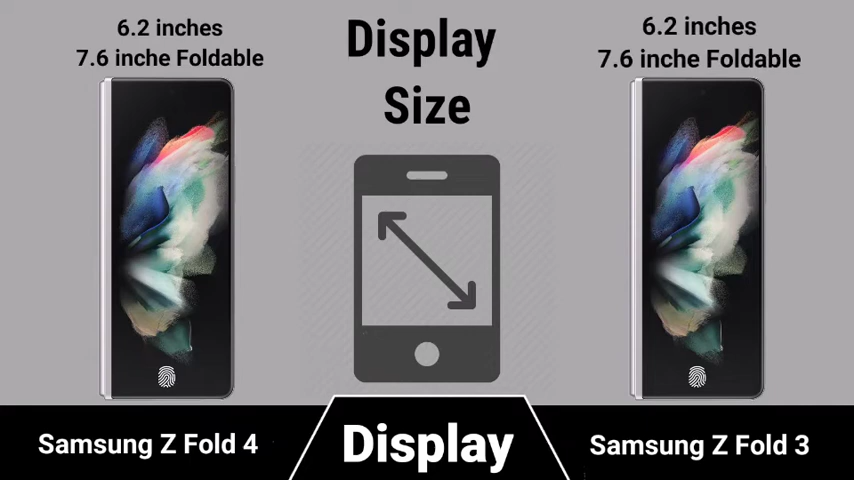 6.2 inches
7.6 inche Foldable
Display
Size
6.2 inches
7.6 inche Foldable
Samsung Z Fold 4
Display
Samsung Z Fold 3